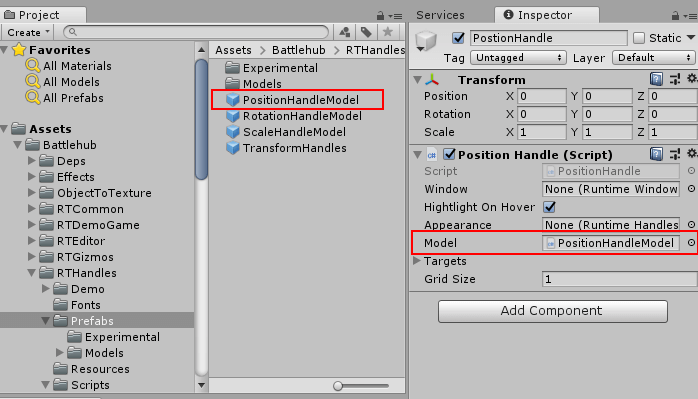 Project
Create
Favorites
All Materials
All Models
All Prefabs
Assets
Battlehub
Deps
Effects
ObjectToTexture
RTCommon
RTDemoGame
RTEditor
RTGizmos
RTHandles
Demo
Fonts
Prefabs
Experimental
Models
Resources
Scripts
Assets Battlehub RTHandles
Experimental
Models
PositionHandleModel
RotationHandleModel
ScaleHandleModel
TransformHandles
Services Inspector
PostionHandle Static
Tag Untagged Layer Default
Transform
Position X 0 Y 0 Z 0
Rotation X 0 Y 0 Z 0
Scale X 1 Y 1 Z 1
Position Handle (Script)
Script PositionHandle
Window None (Runtime Window
Hightlight On Hover
Appearance None (Runtime Handles
Model PositionHandleModel
Targets
Grid Size 1
Add Component